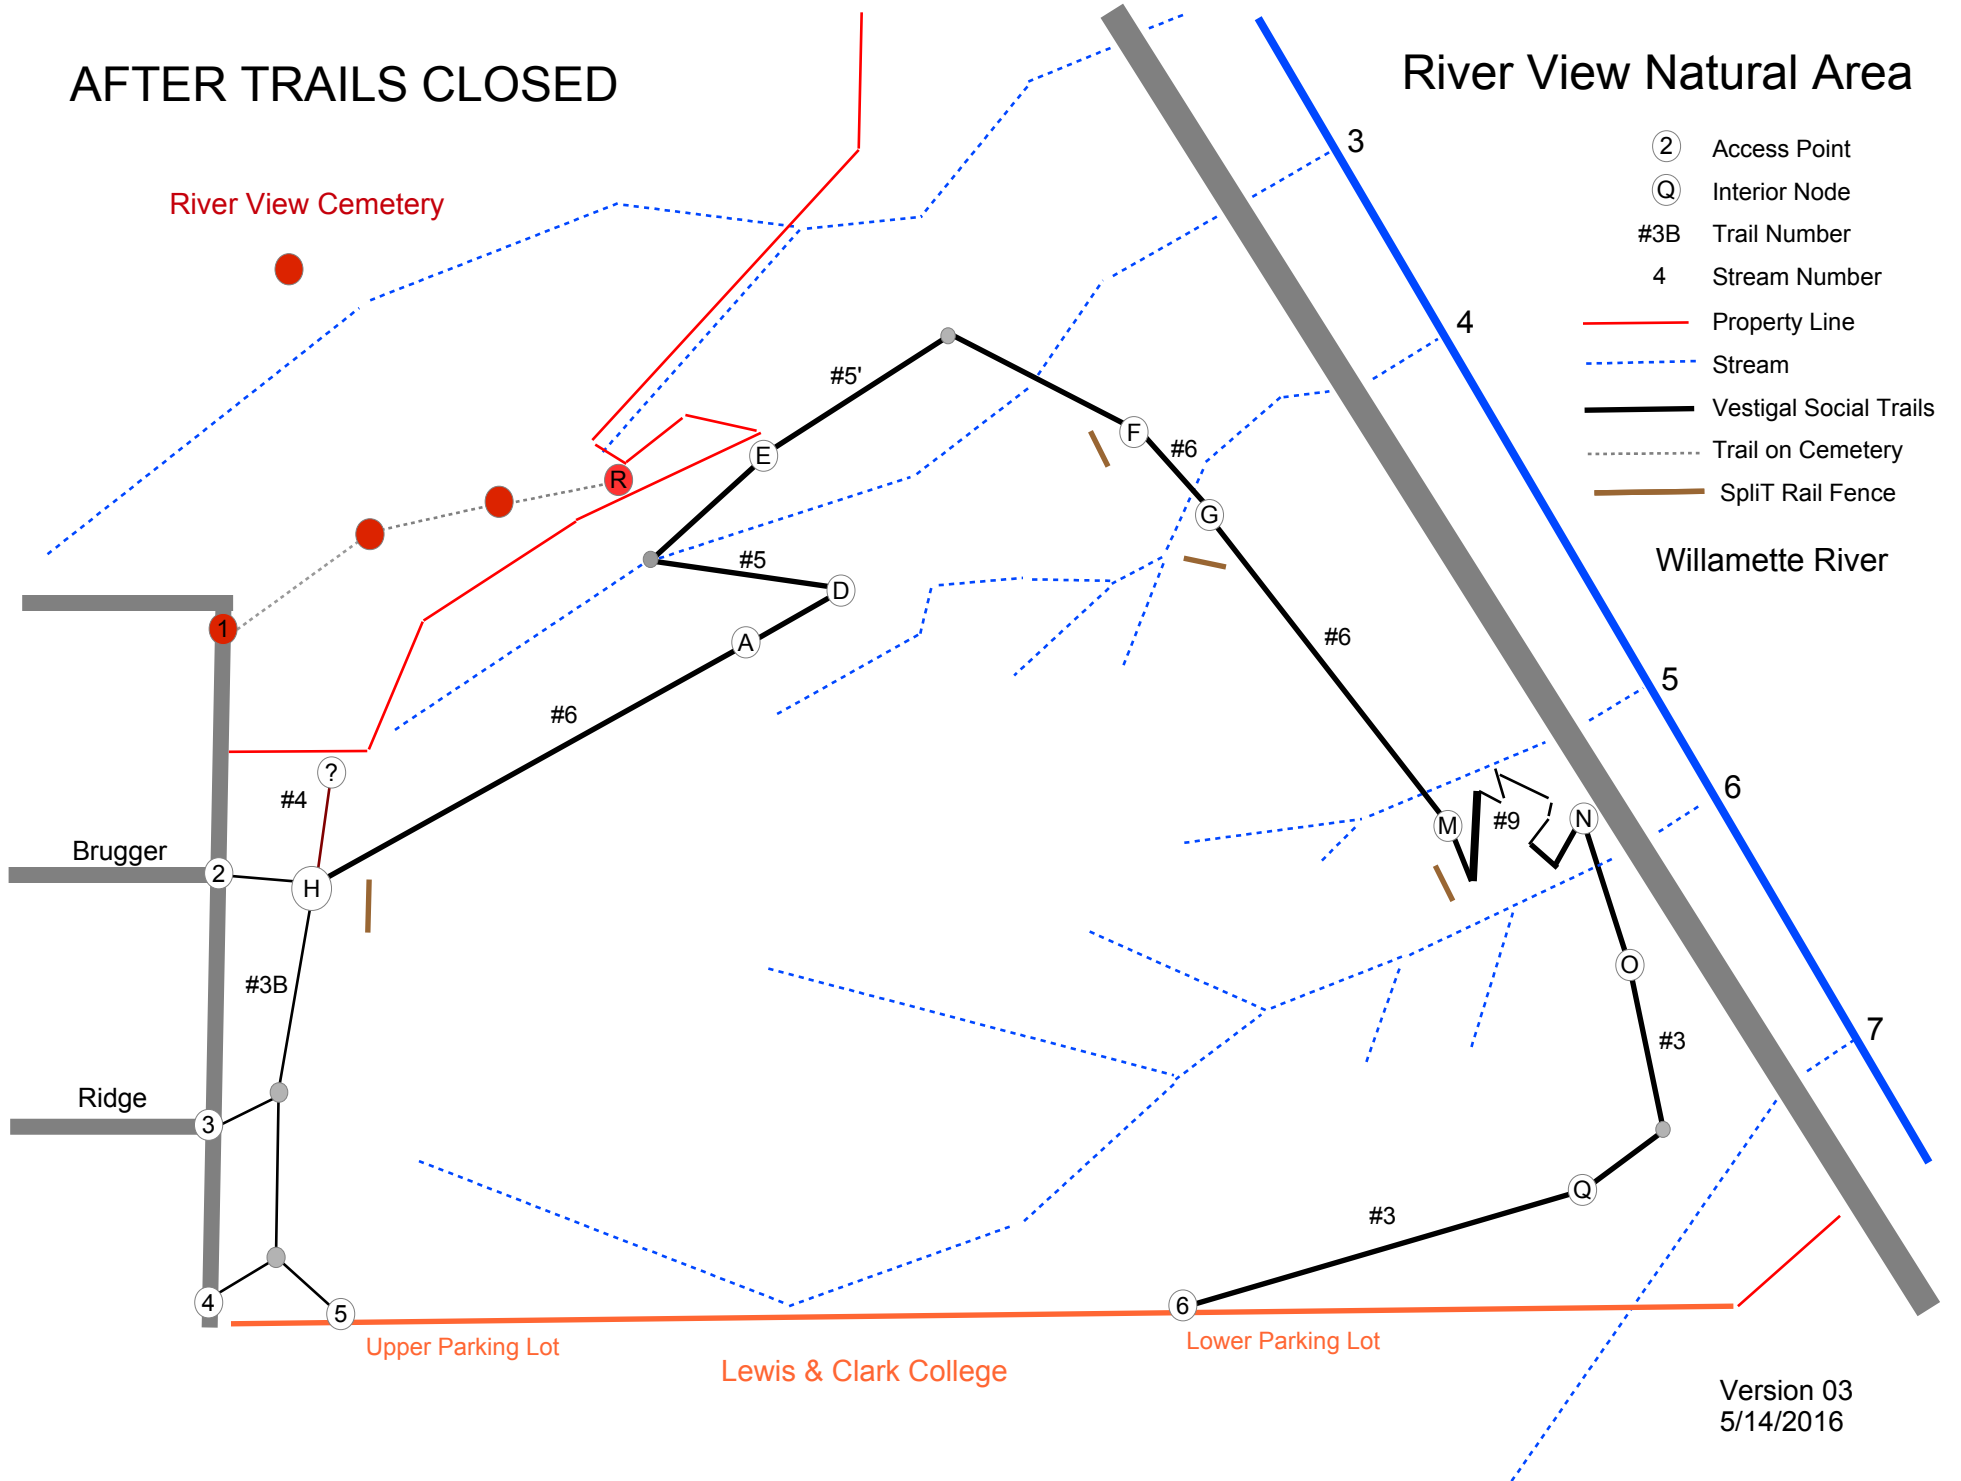 AFTER TRAILS CLOSED
River View Natural Area
2 Access Point
Q Interior Node
#3B Trail Number
4 Stream Number
Property Line
Stream
Vestigal Social Trails
Trail on Cemetery
SpliT Rail Fence
Willamette River
River View Cemetery
3
4
5
6
7
#5'
E
F
#6
G
R
#5
D
A
1
#6
#6
?
#4
Brugger
2
H
M
#9
N
O
#3B
#3
Ridge
3
Q
#3
4
5
6
Upper Parking Lot
Lower Parking Lot
Lewis & Clark College
Version 03
5/14/2016